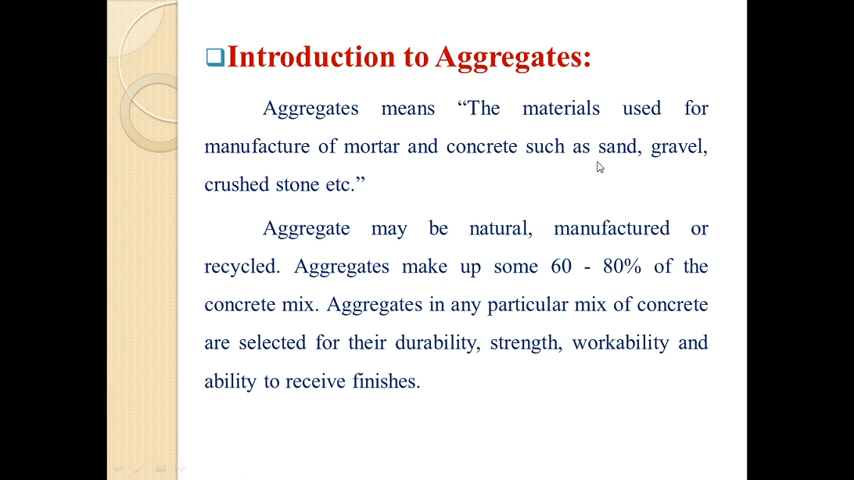 Introduction to Aggregates:
Aggregates means “The materials used for
manufacture of mortar and concrete such as sand, gravel,
crushed stone etc.”
Aggregate may be natural, manufactured or
recycled. Aggregates make up some 60 - 80% of the
concrete mix. Aggregates in any particular mix of concrete
are selected for their durability, strength, workability and
ability to receive finishes.